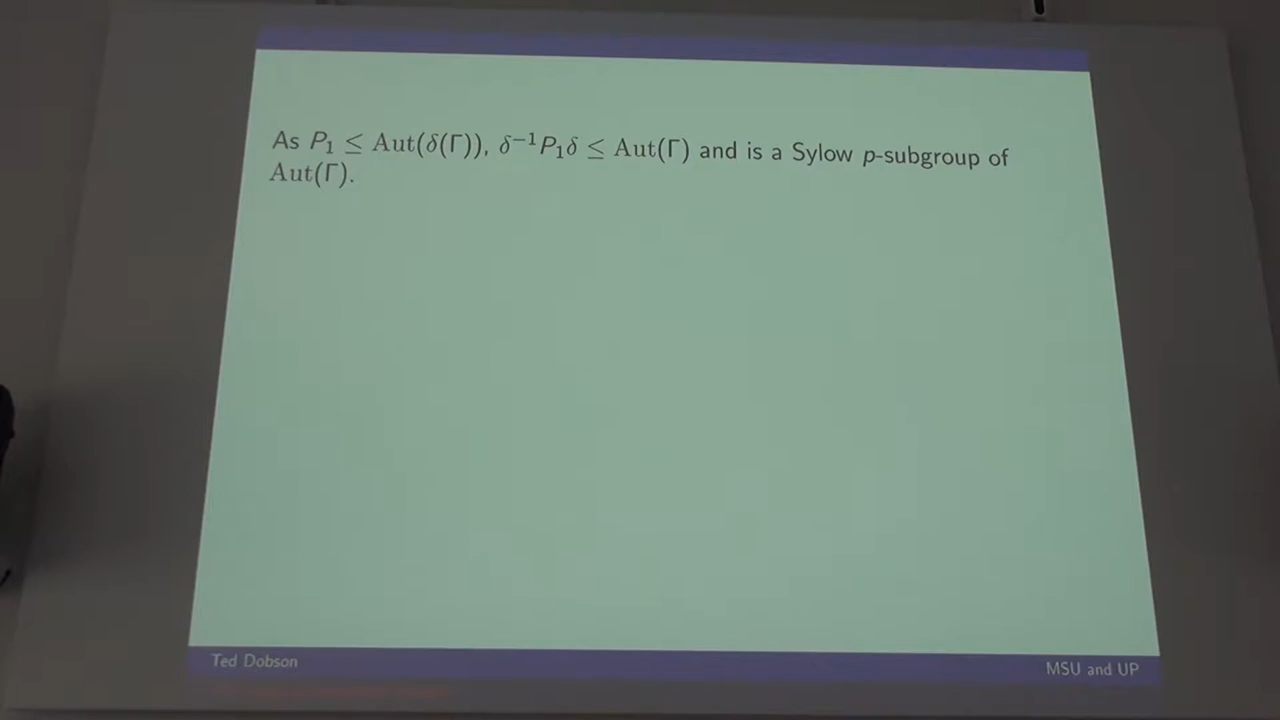 As P₁ ≤ Aut(δ(Γ)), δ⁻¹P₁δ ≤ Aut(Γ) and is a Sylow p-subgroup of
Aut(Γ).
Ted Dobson
MSU and UP